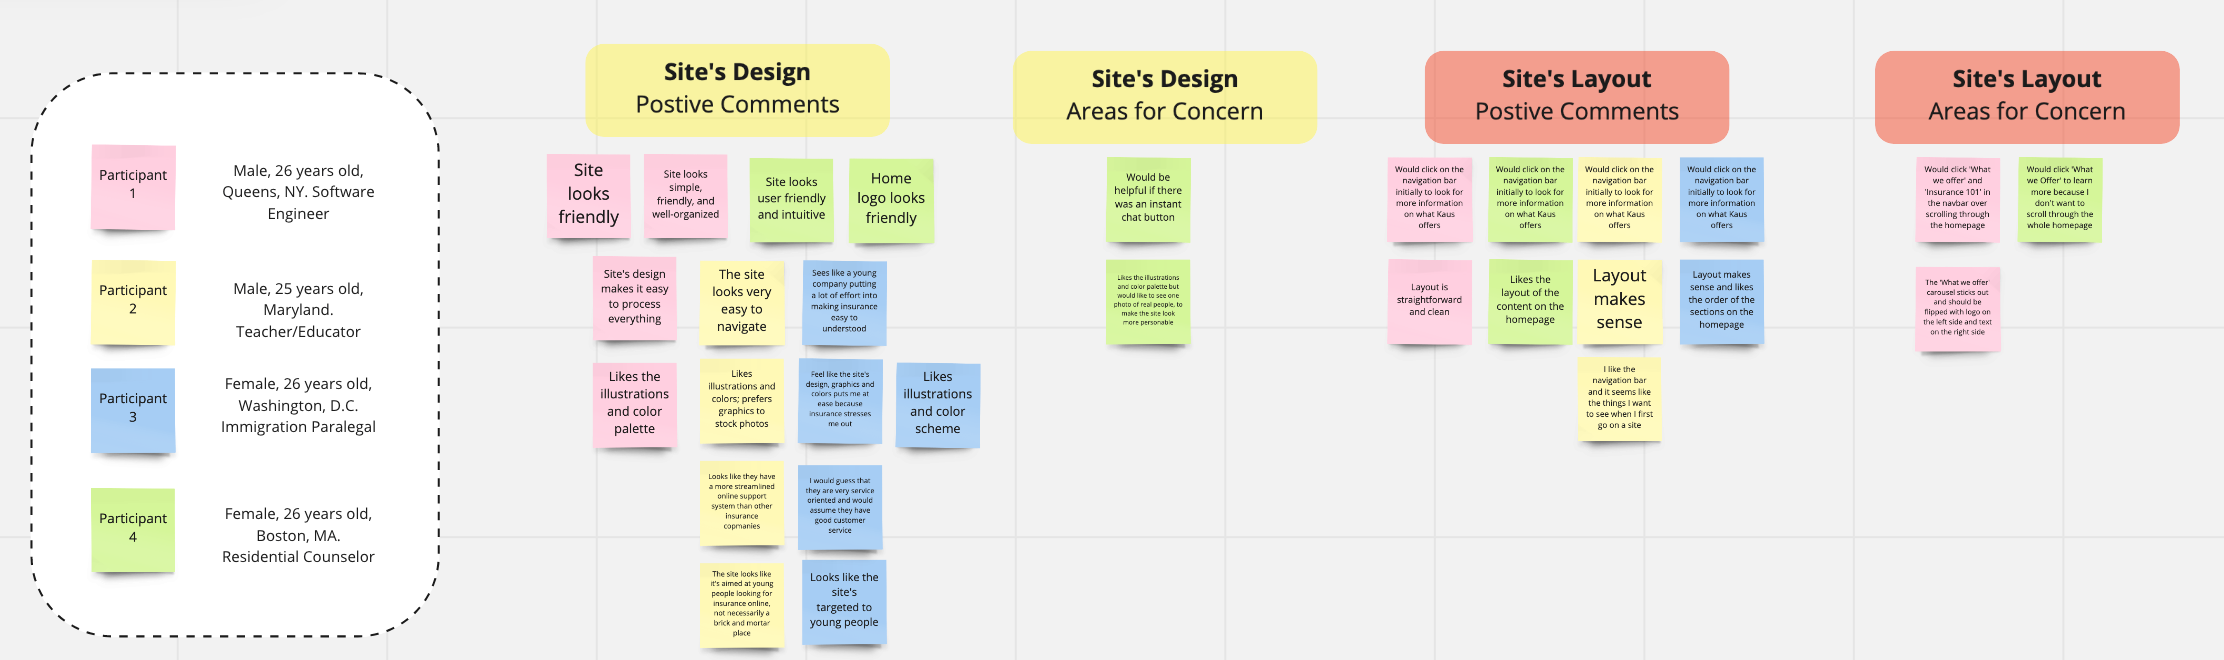 Participant
1
Male, 26 years old,
Queens, NY. Software
Engineer
Participant
2
Male, 25 years old,
Maryland.
Teacher/Educator
Participant
3
Female, 26 years old,
Washington, D.C.
Immigration Paralegal
Participant
4
Female, 26 years old,
Boston, MA.
Residential Counselor
Site's Design
Postive Comments
Site
looks
friendly
Site looks
simple,
friendly, and
well-organized
Site looks
user friendly
and intuitive
Home
logo looks
friendly
Site's design
makes it easy
to process
everything
The site
looks very
easy to
navigate
Sees like a young
company putting
a lot of effort into
making insurance
easy to
understood
Likes the
illustrations
and color
palette
Likes
illustrations and
colors; prefers
graphics to
stock photos
Feel like the site's
design, graphics and
colors puts me at
ease because
insurance stresses
me out
Likes
illustrations
and color
scheme
Looks like they have
a more streamlined
online support
system than other
insurance
copmanies
I would guess that
they are very service
oriented and would
assume they have
good customer
service
The site looks like
it's aimed at young
people looking for
insurance online,
not necessarily a
brick and mortar
place
Looks like the
site's
targeted to
young people
Site's Design
Areas for Concern
Would be
helpful if there
was an instant
chat button
Likes the illustrations
and color palette but
would like to see one
photo of real people, to
make the site look
more personable
Site's Layout
Postive Comments
Would click on the
navigation bar
initially to look for
more information
on what Kaus
offers
Would click on the
navigation bar
initially to look for
more information
on what Kaus
offers
Would click on the
navigation bar
initially to look for
more information
on what Kaus
offers
Would click on the
navigation bar
initially to look for
more information
on what Kaus
offers
Layout is
straightforward
and clean
Likes the
layout of the
content on the
homepage
Layout
makes
sense
Layout makes
sense and likes
the order of the
sections on the
homepage
I like the
navigation bar
and it seems like
the things I want
to see when I first
go on a site
Site's Layout
Areas for Concern
Would click 'What
we offer' and
'Insurance 101' in
the navbar over
scrolling through
the homepage
Would click 'What
we Offer' to learn
more because I
don't want to
scroll through the
whole homepage
The 'What we offer'
carousel sticks out
and should be
flipped with logo on
the left side and text
on the right side